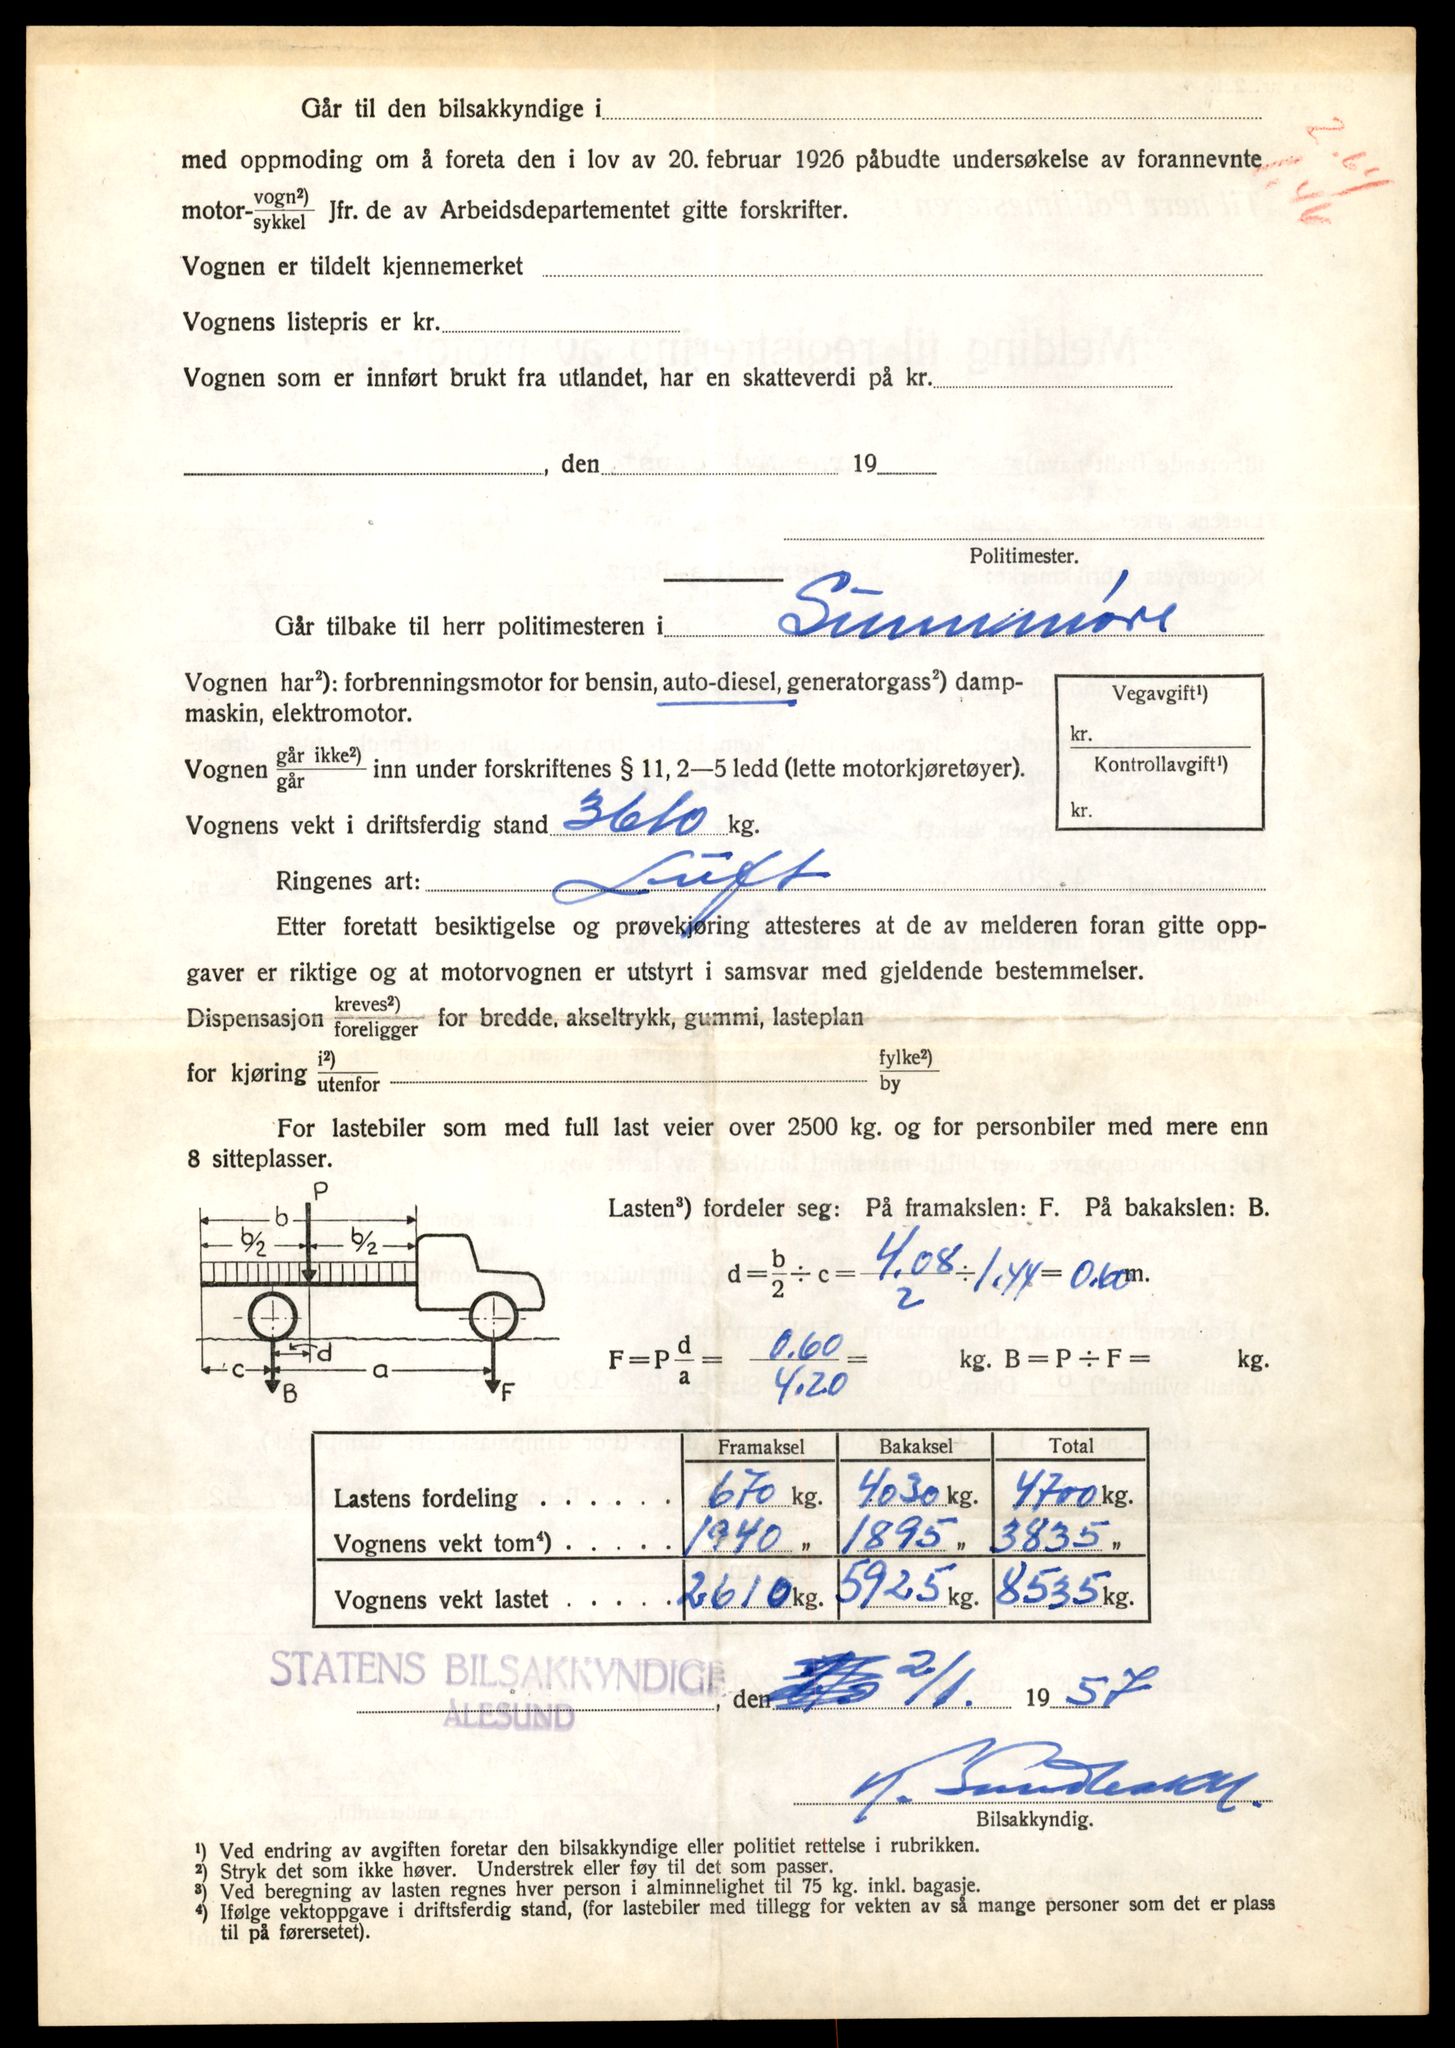 Går til den bilsakkyndige i
2.64
med oppmoding om å foreta den i lov av 20. februar 1926 påbudte undersøkelse av forannevnte
motor-vogn²)/sykkel Jfr. de av Arbeidsdepartementet gitte forskrifter.
Vognen er tildelt kjennemerket
Vognens listepris er kr.
Vognen som er innført brukt fra utlandet, har en skatteverdi på kr.
, den 19
Politimester.
Går tilbake til herr politimesteren i Sunnmøre
Vognen har²): forbrenningsmotor for bensin, auto-diesel, generatorgass²) damp-
maskin, elektromotor.
Vegavgift¹)
kr.
Kontrollavgift¹)
kr.
Vognen går ikke²)/går inn under forskriftenes § 11, 2—5 ledd (lette motorkjøretøyer).
Vognens vekt i driftsferdig stand 3610 kg.
Ringenes art: Luft
Etter foretatt besiktigelse og prøvekjøring attesteres at de av melderen foran gitte opp-
gaver er riktige og at motorvognen er utstyrt i samsvar med gjeldende bestemmelser.
Dispensasjon kreves²)/foreligger for bredde, akseltrykk, gummi, lasteplan
for kjøring i²)/utenfor fylke²)/by
For lastebiler som med full last veier over 2500 kg. og for personbiler med mere enn
8 sitteplasser.
P
b
b/2 b/2
c d a
B F
Lasten³) fordeler seg: På framakslen: F. På bakakslen: B.
d = b/2 ÷ c = 4.08/2 ÷ 1.44 = 0.60 m.
F = P d/a = 0.60/4.20 = kg. B = P ÷ F = kg.
Framaksel Bakaksel Total
Lastens fordeling . . . . . . 670 kg. 4030 kg. 4700 kg.
Vognens vekt tom⁴) . . . . . 1940 „ 1895 „ 3835 „
Vognens vekt lastet . . . . . 2610 kg. 5925 kg. 8535 kg.
STATENS BILSAKKYNDIGE
ÅLESUND
, den 2/1. 1957
Bilsakkyndig.
¹) Ved endring av avgiften foretar den bilsakkyndige eller politiet rettelse i rubrikken.
²) Stryk det som ikke høver. Understrek eller føy til det som passer.
³) Ved beregning av lasten regnes hver person i alminnelighet til 75 kg. inkl. bagasje.
⁴) Ifølge vektoppgave i driftsferdig stand, (for lastebiler med tillegg for vekten av så mange personer som det er plass
til på førersetet).